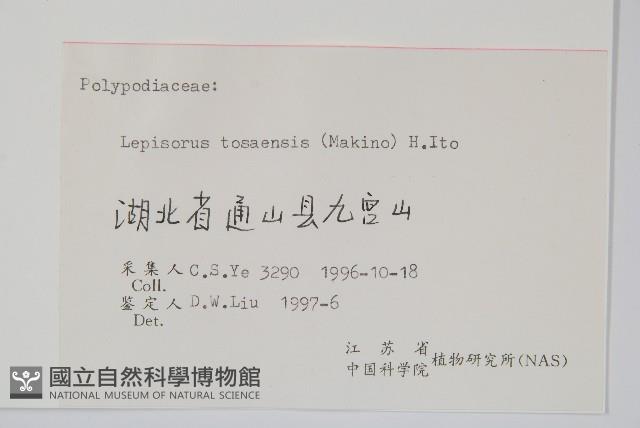 Polypodiaceae:
Lepisorus tosaensis (Makino) H.Ito
湖北省通山县九宫山
采集人 C.S.Ye 3290 1996-10-18
Coll.
鉴定人 D.W.Liu 1997-6
Det.
江苏省
中国科学院 植物研究所(NAS)
國立自然科學博物館
NATIONAL MUSEUM OF NATURAL SCIENCE